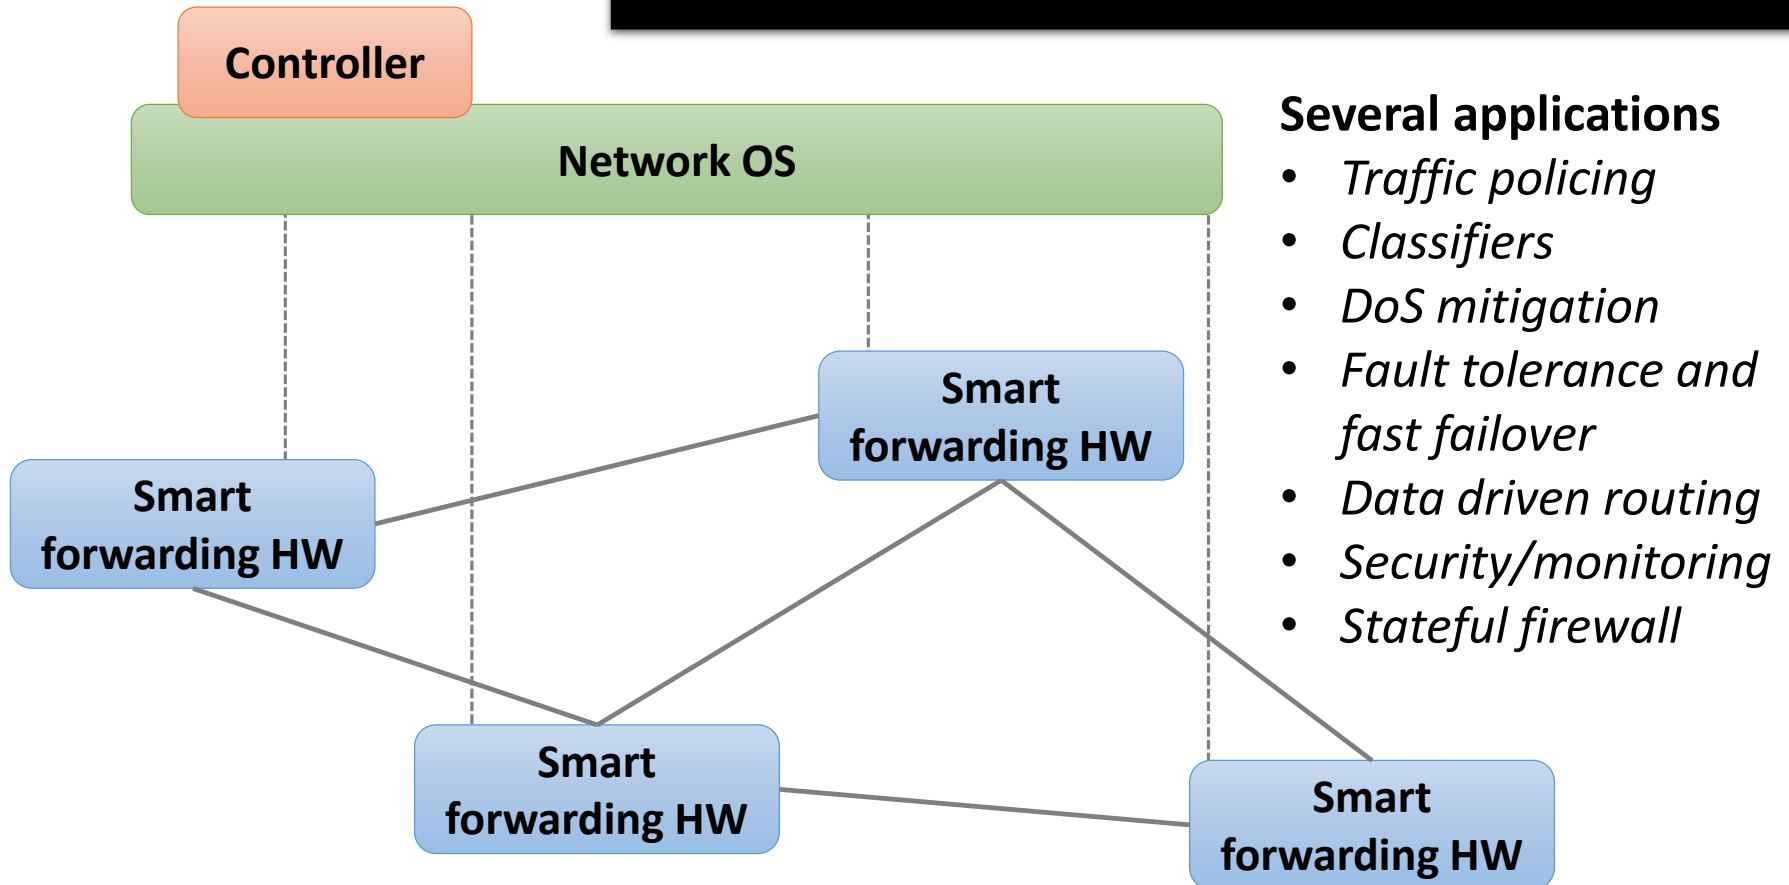 Controller
Network OS
Several applications
• Traffic policing
• Classifiers
• DoS mitigation
• Fault tolerance and
fast failover
• Data driven routing
• Security/monitoring
• Stateful firewall
Smart
forwarding HW
Smart
forwarding HW
Smart
forwarding HW
Smart
forwarding HW